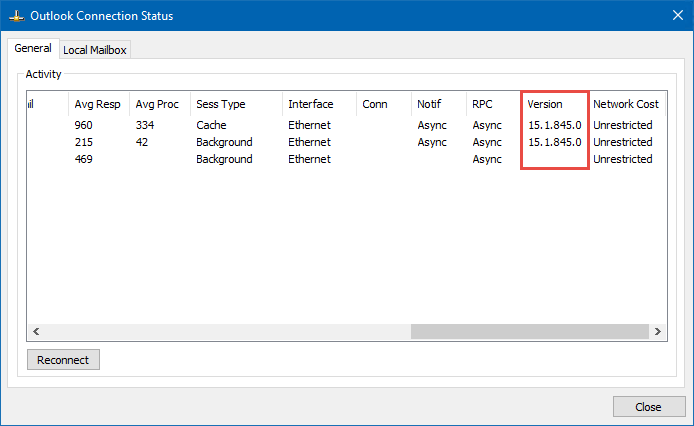 Outlook Connection Status
General Local Mailbox
Activity
Avg Resp Avg Proc Sess Type Interface Conn Notif RPC Version Network Cost
960 334 Cache Ethernet Async Async 15.1.845.0 Unrestricted
215 42 Background Ethernet Async Async 15.1.845.0 Unrestricted
469 Background Ethernet Async Unrestricted
Reconnect
Close